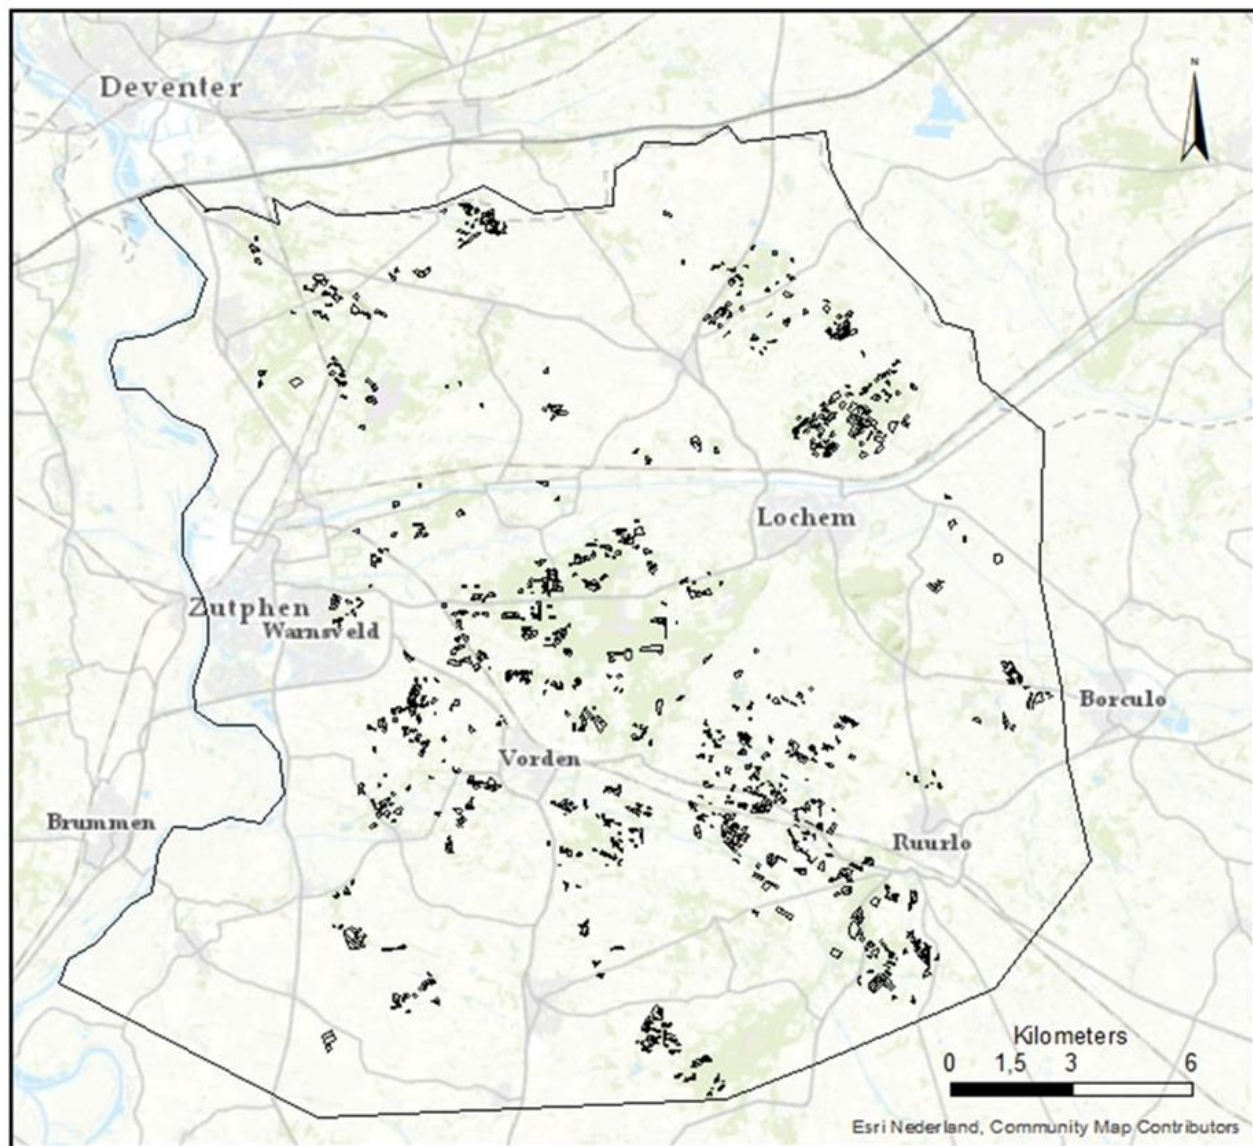 N
Deventer
Lochem
Zutphen
Warnsveld
Borculo
Vorden
Brummen
Ruurlo
Kilometers
0 1,5 3 6
Esri Nederland, Community Map Contributors